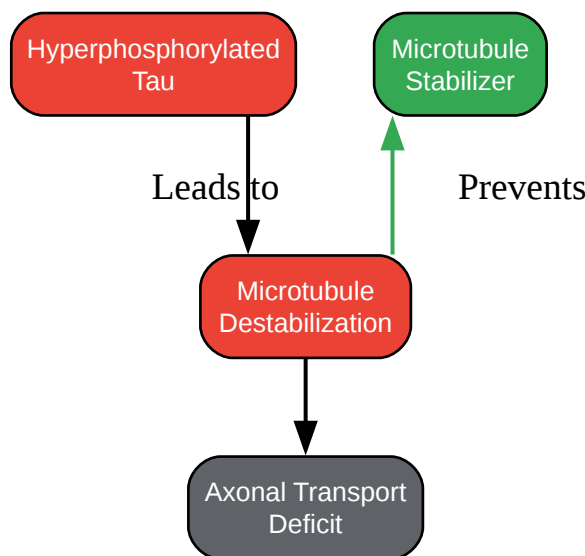 Hyperphosphorylated
Tau
Microtubule
Stabilizer
Leads to
Prevents
Microtubule
Destabilization
Axonal Transport
Deficit